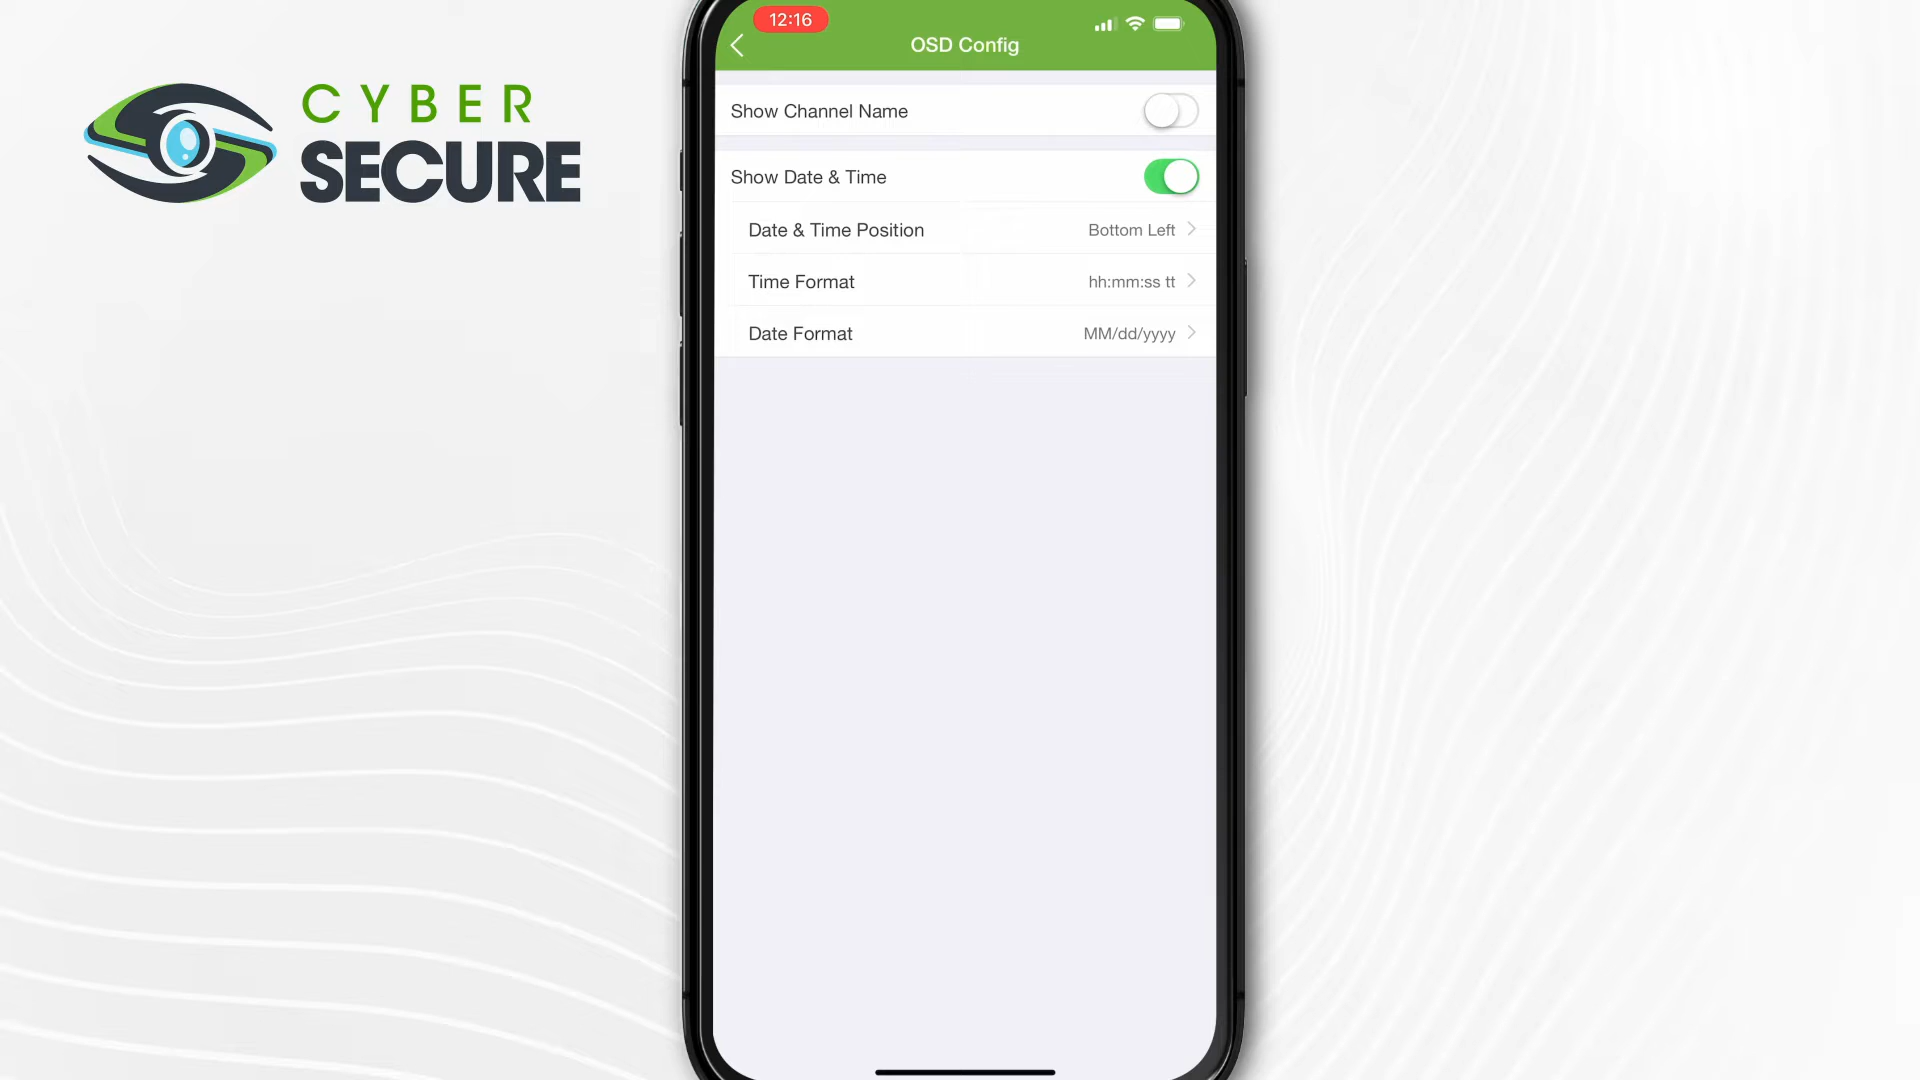 CYBER
SECURE
12:16
OSD Config
Show Channel Name
Show Date & Time
Date & Time Position Bottom Left
Time Format hh:mm:ss tt
Date Format MM/dd/yyyy